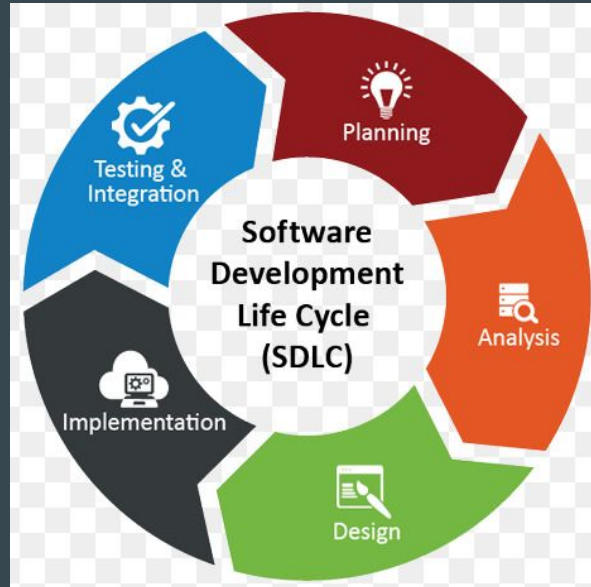 Planning
Analysis
Design
Implementation
Testing &
Integration
Software
Development
Life Cycle
(SDLC)